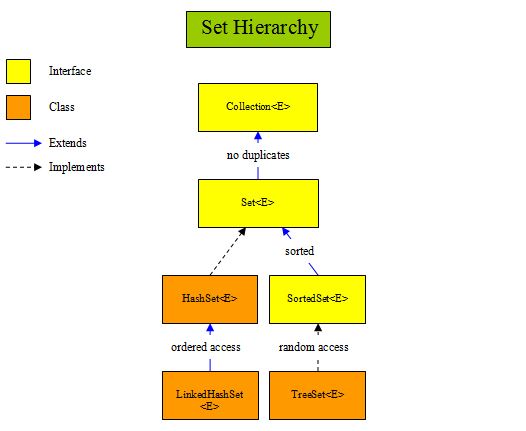 Set Hierarchy
Interface
Class
Extends
Implements
Collection<E>
no duplicates
Set<E>
sorted
HashSet<E>
SortedSet<E>
ordered access
random access
LinkedHashSet
<E>
TreeSet<E>